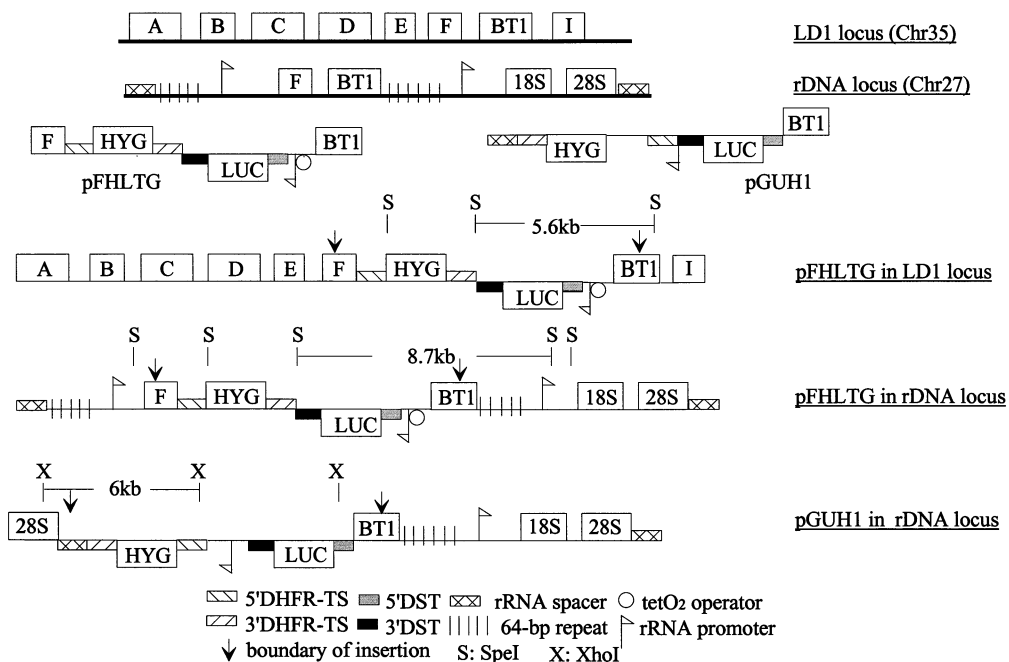 A B C D E F BT1 I LD1 locus (Chr35)
F BT1 18S 28S rDNA locus (Chr27)
F HYG LUC BT1 pFHLTG
HYG LUC BT1 pGUH1
S S S
5.6kb
A B C D E F HYG LUC BT1 I pFHLTG in LD1 locus
S S S S S
8.7kb
F HYG LUC BT1 18S 28S pFHLTG in rDNA locus
X X X
6kb
28S HYG LUC BT1 18S 28S pGUH1 in rDNA locus
5'DHFR-TS 5'DST rRNA spacer tetO2 operator
3'DHFR-TS 3'DST 64-bp repeat rRNA promoter
boundary of insertion S: SpeI X: XhoI